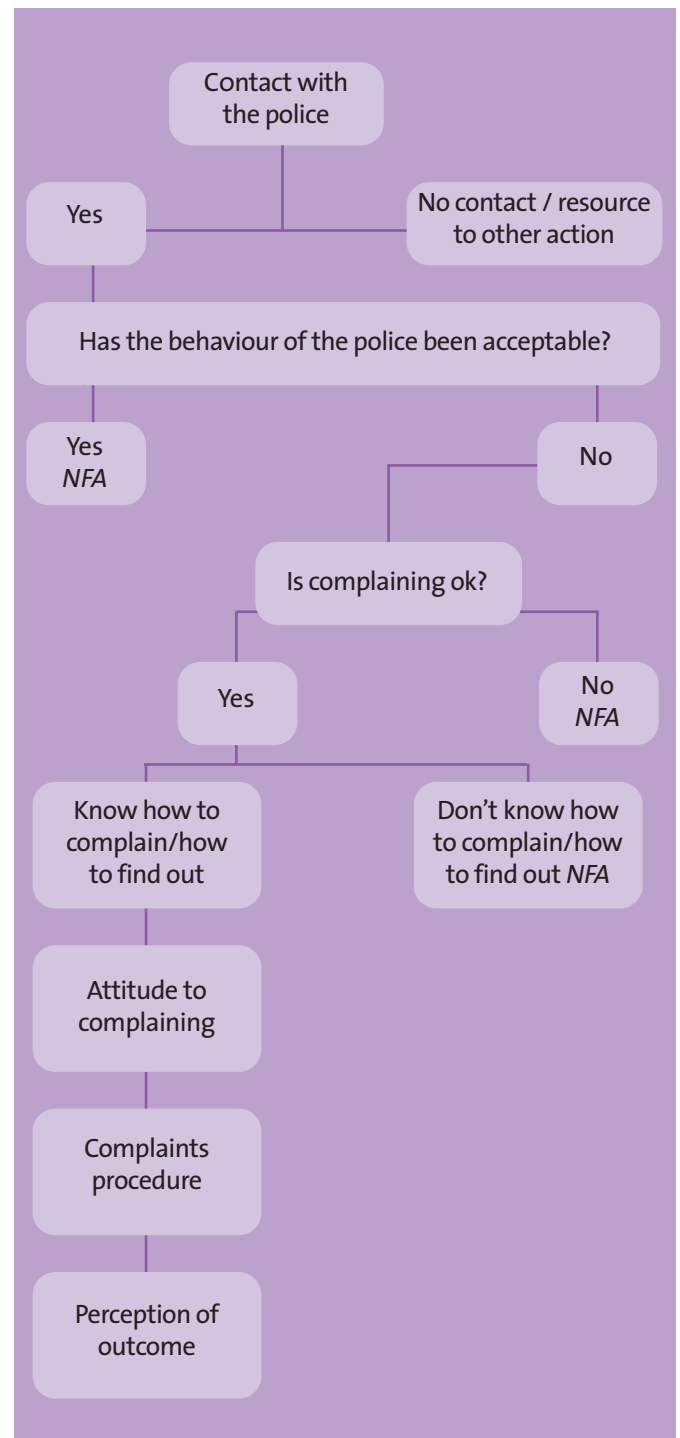 Contact with
the police
Yes
No contact / resource
to other action
Has the behaviour of the police been acceptable?
Yes
NFA
No
Is complaining ok?
Yes
No
NFA
Know how to
complain/how
to find out
Don’t know how
to complain/how
to find out NFA
Attitude to
complaining
Complaints
procedure
Perception of
outcome